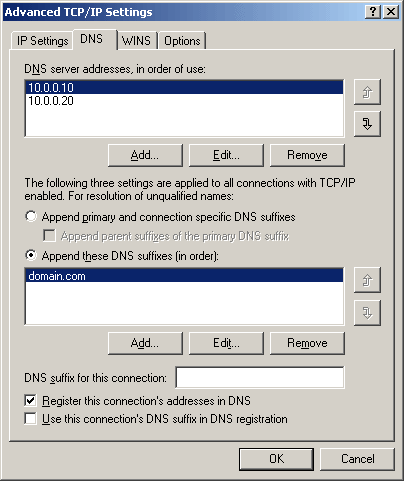 Advanced TCP/IP Settings
IP Settings DNS WINS Options
DNS server addresses, in order of use:
10.0.0.10
10.0.0.20
Add... Edit... Remove
The following three settings are applied to all connections with TCP/IP
enabled. For resolution of unqualified names:
Append primary and connection specific DNS suffixes
Append parent suffixes of the primary DNS suffix
Append these DNS suffixes (in order):
domain.com
Add... Edit... Remove
DNS suffix for this connection:
Register this connection's addresses in DNS
Use this connection's DNS suffix in DNS registration
OK Cancel